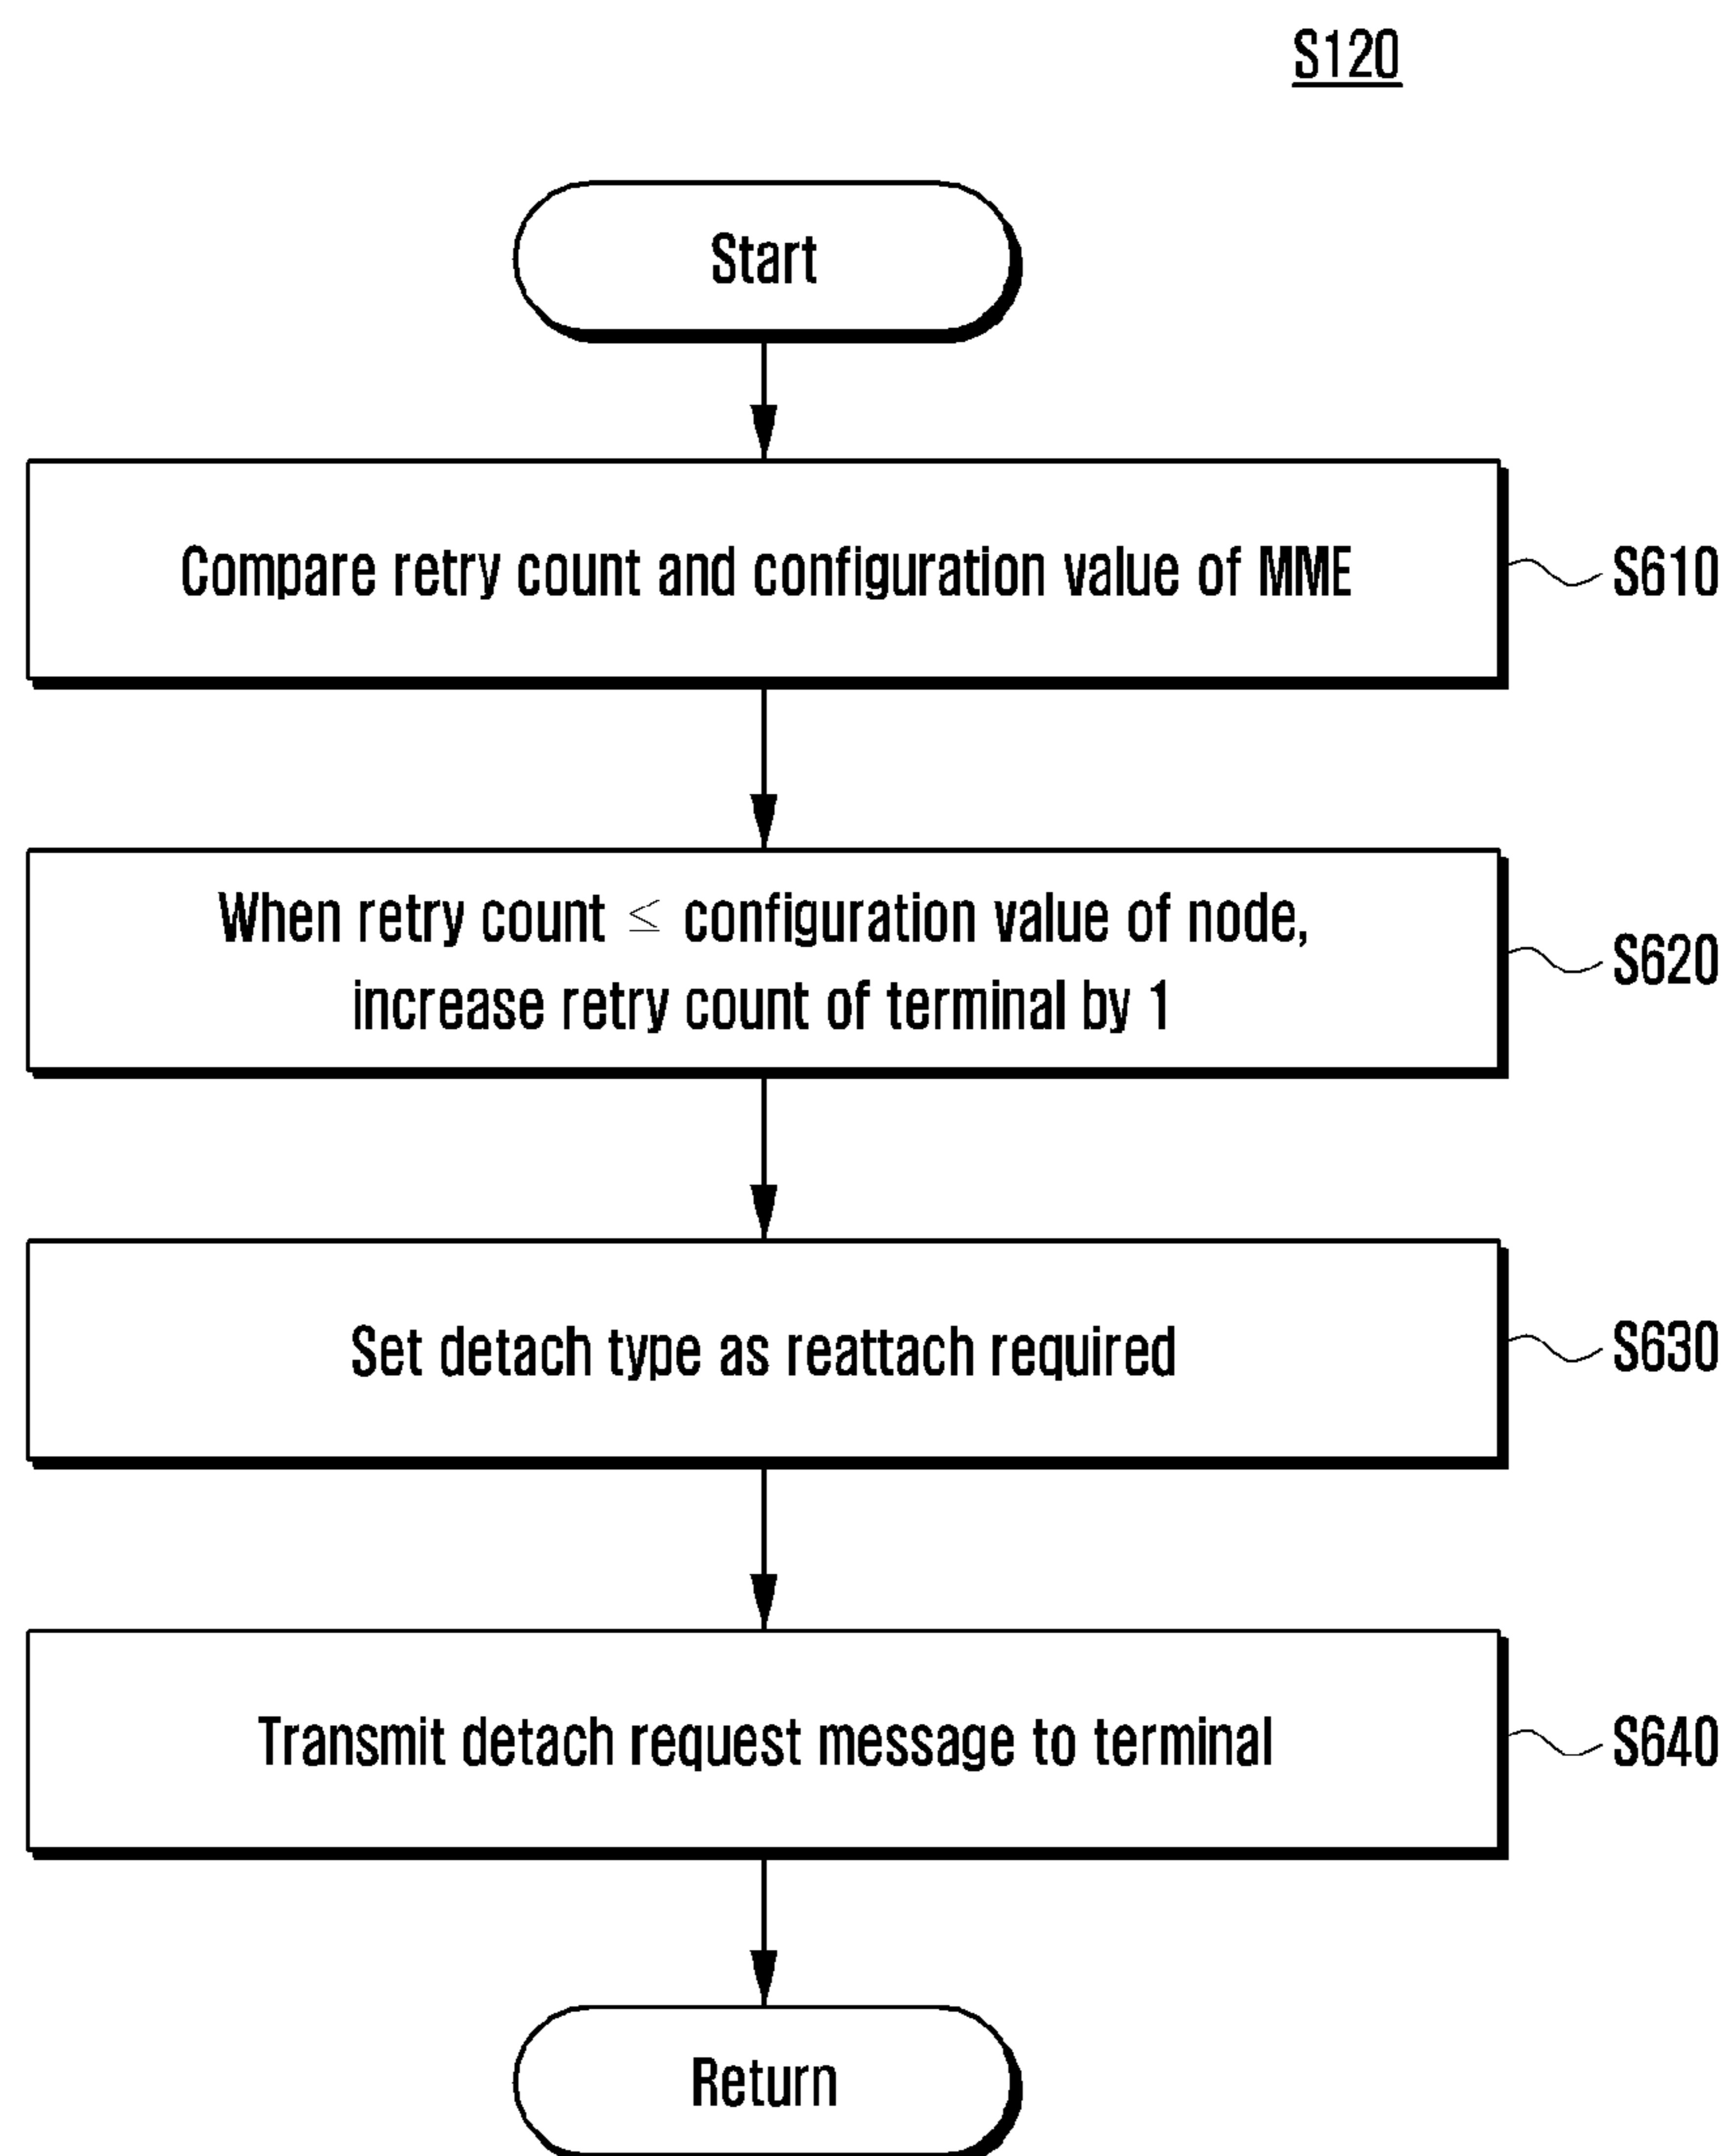 S120
Start
Compare retry count and configuration value of MME
S610
When retry count ≤ configuration value of node,
increase retry count of terminal by 1
S620
Set detach type as reattach required
S630
Transmit detach request message to terminal
S640
Return